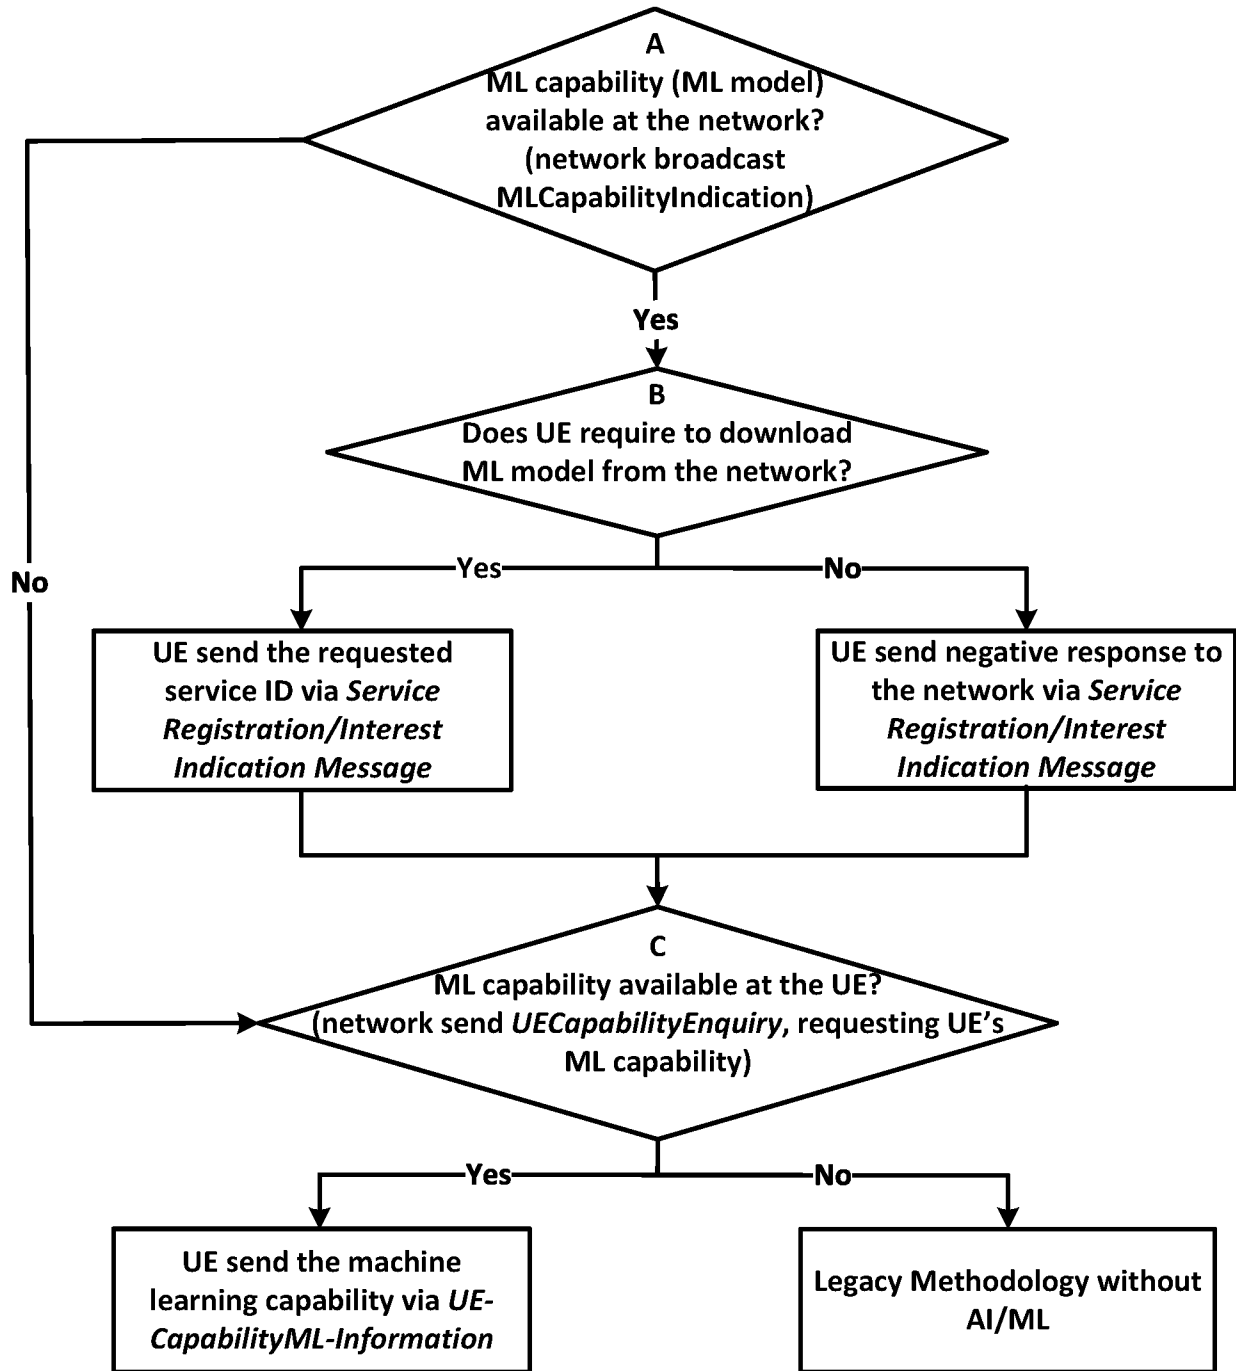 A
ML capability (ML model)
available at the network?
(network broadcast
MLCapabilityIndication)
Yes
B
Does UE require to download
ML model from the network?
Yes
No
No
UE send the requested
service ID via Service
Registration/Interest
Indication Message
UE send negative response to
the network via Service
Registration/Interest
Indication Message
C
ML capability available at the UE?
(network send UECapabilityEnquiry, requesting UE's
ML capability)
Yes
No
UE send the machine
learning capability via UE-
CapabilityML-Information
Legacy Methodology without
AI/ML